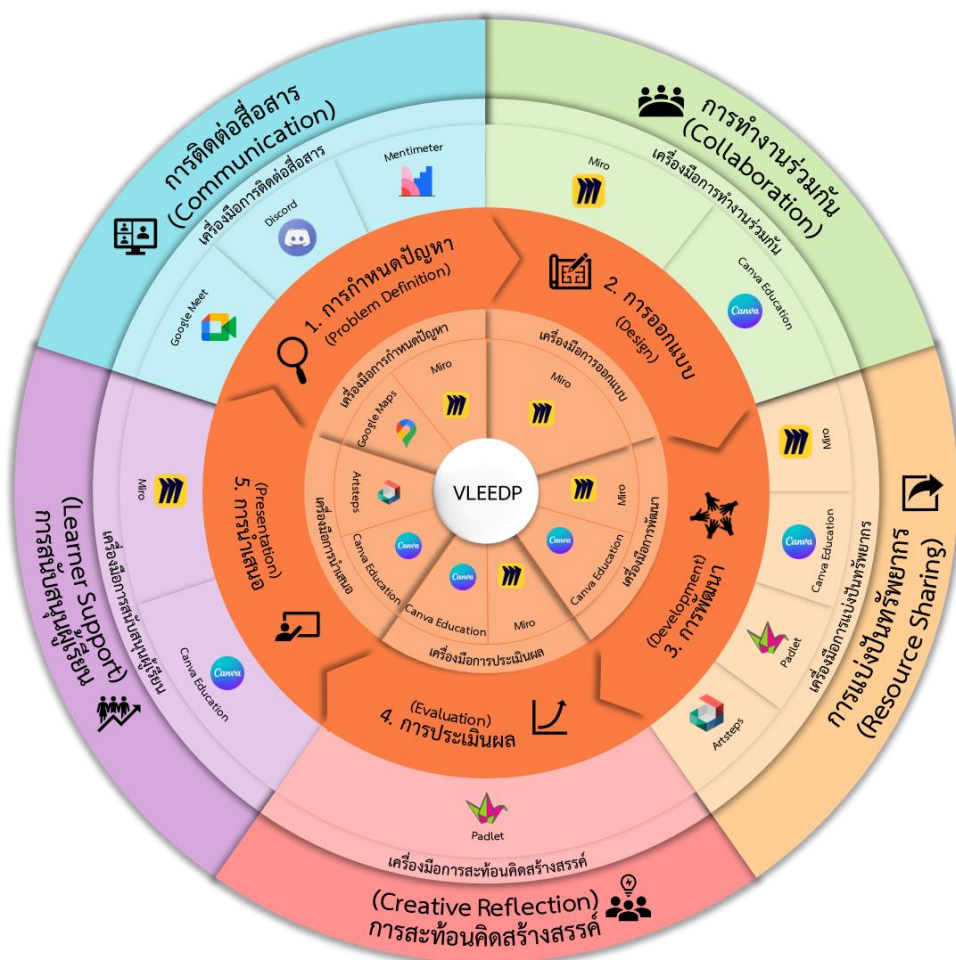 การติดต่อสื่อสาร
(Communication)
เครื่องมือการติดต่อสื่อสาร
Google Meet
Discord
Mentimeter
การทำงานร่วมกัน
(Collaboration)
เครื่องมือการทำงานร่วมกัน
Miro
Canva Education
Canva
การแบ่งปันทรัพยากร
(Resource Sharing)
เครื่องมือการแบ่งปันทรัพยากร
Miro
Canva Education
Canva
Padlet
Artsteps
(Creative Reflection)
การสะท้อนคิดสร้างสรรค์
เครื่องมือการสะท้อนคิดสร้างสรรค์
Padlet
(Learner Support)
การสนับสนุนผู้เรียน
เครื่องมือการสนับสนุนผู้เรียน
Miro
Canva Education
Canva
1. การกำหนดปัญหา
(Problem Definition)
เครื่องมือการกำหนดปัญหา
Google Maps
Miro
2. การออกแบบ
(Design)
เครื่องมือการออกแบบ
Miro
(Development)
3. การพัฒนา
เครื่องมือการพัฒนา
Miro
Canva Education
Canva
(Evaluation)
4. การประเมินผล
เครื่องมือการประเมินผล
Canva Education
Canva
Miro
(Presentation)
5. การนำเสนอ
เครื่องมือการนำเสนอ
Artsteps
Canva Education
Canva
VLEEDP